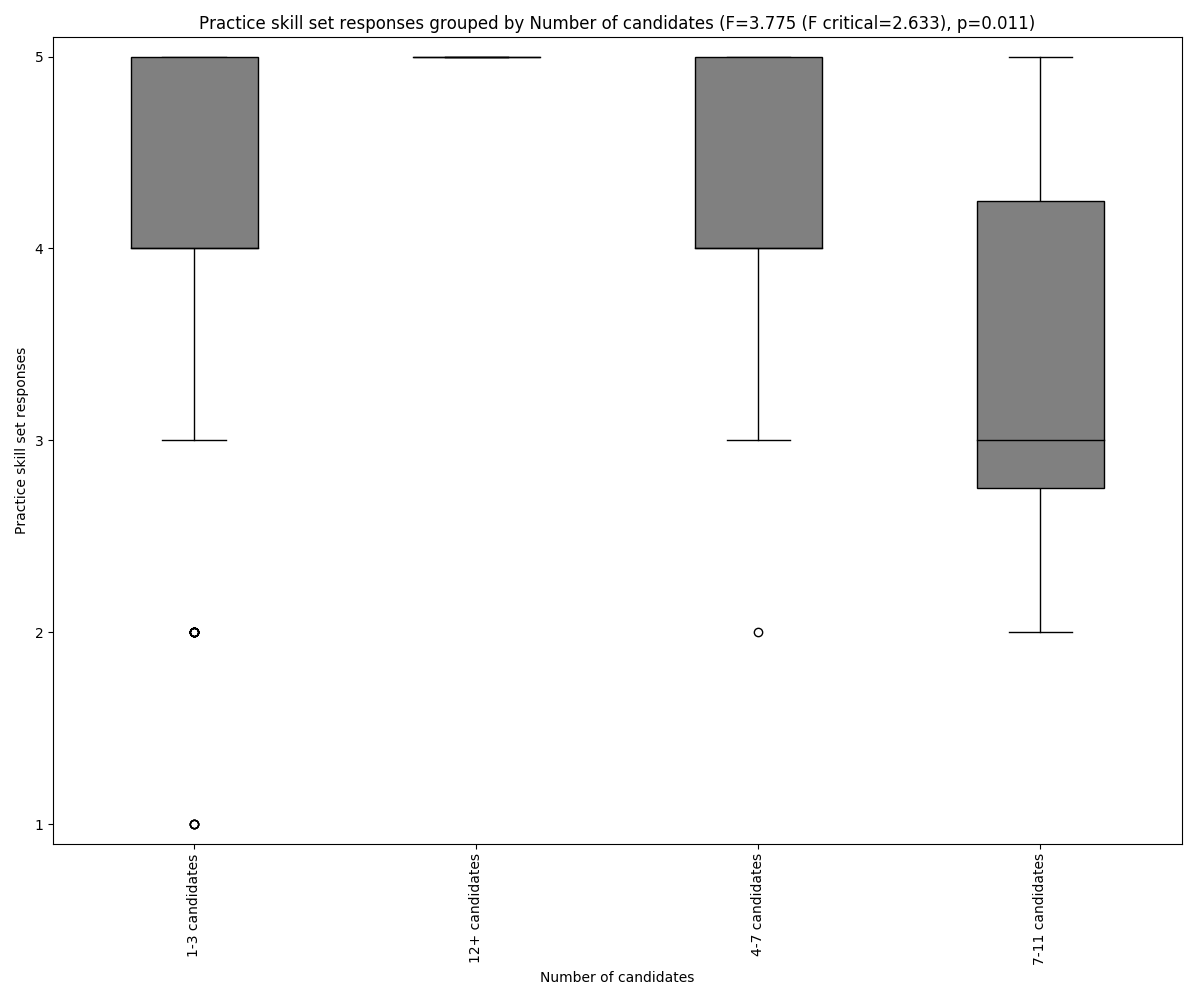 Practice skill set responses grouped by Number of candidates (F=3.775 (F critical=2.633), p=0.011)
Practice skill set responses
5
4
3
2
1
1-3 candidates
12+ candidates
4-7 candidates
7-11 candidates
Number of candidates